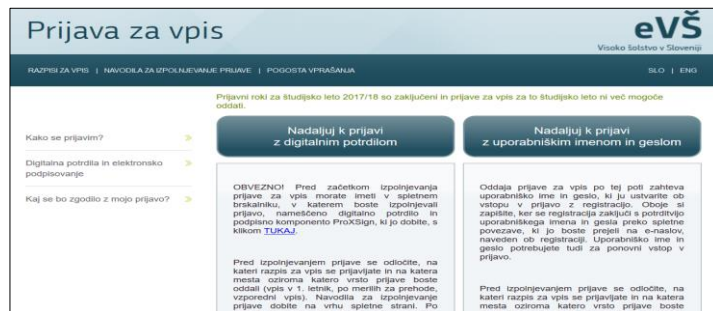 Prijava za vpis
eVŠ
Visoko šolstvo v Sloveniji
RAZPISI ZA VPIS | NAVODILA ZA IZPOLNJEVANJE PRIJAVE | POGOSTA VPRAŠANJA
SLO | ENG
Prijavni roki za študijsko leto 2017/18 so zaključeni in prijave za vpis za to študijsko leto ni več mogoče
oddati.
Kako se prijavim?
Digitalna potrdila in elektronsko
podpisovanje
Kaj se bo zgodilo z mojo prijavo?
Nadaljuj k prijavi
z digitalnim potrdilom
OBVEZNO! Pred začetkom izpolnjevanja
prijave za vpis morate imeti v spletnem
brskalniku, v katerem boste izpolnjevali
prijavo, nameščeno digitalno potrdilo in
podpisno komponento ProXSign, ki jo dobite, s
klikom TUKAJ.
Pred izpolnjevanjem prijave se odločite, na
kateri razpis za vpis se prijavljate in na katera
mesta oziroma katero vrsto prijave boste
oddali (vpis v 1. letnik, po merilih za prehode,
vzporedni vpis). Navodila za izpolnjevanje
prijave dobite na vrhu spletne strani. Po
Nadaljuj k prijavi
z uporabniškim imenom in geslom
Oddaja prijave za vpis po tej poti zahteva
uporabniško ime in geslo, ki ju ustvarite ob
vstopu v prijavo z registracijo. Oboje si
zapišite, ker se registracija zaključi s potrditvijo
uporabniškega imena in gesla preko spletne
povezave, ki jo boste prejeli na e-naslov,
naveden ob registraciji. Uporabniško ime in
geslo potrebujete tudi za ponovni vstop v
prijavo.
Pred izpolnjevanjem prijave se odločite, na
kateri razpis za vpis se prijavljate in na katera
mesta oziroma katero vrsto prijave boste